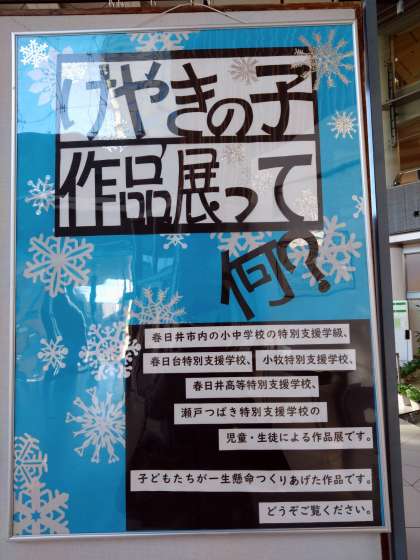 けやきの子
作品展って
何?
春日井市内の小中学校の特別支援学級、
春日台特別支援学校、小牧特別支援学校、
春日井高等特別支援学校、
瀬戸つばき特別支援学校の
児童・生徒による作品展です。
子どもたちが一生懸命つくりあげた作品です。
どうぞご覧ください。